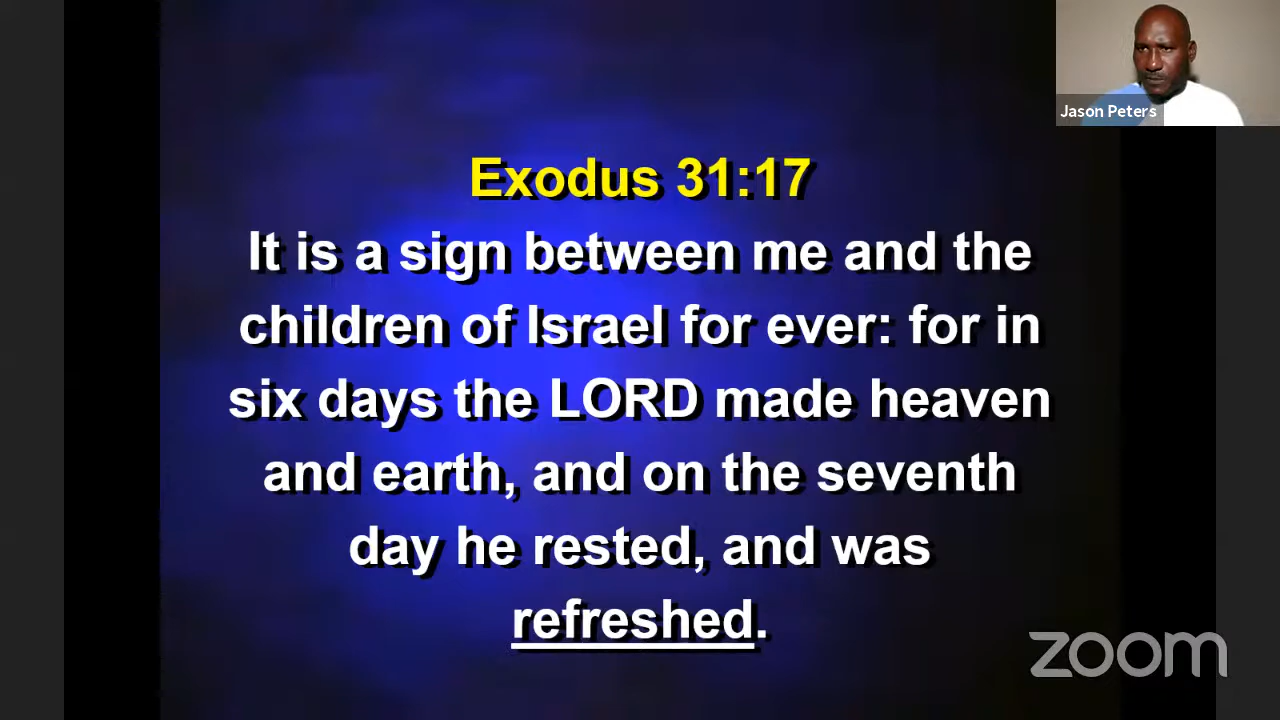 Jason Peters
Exodus 31:17
It is a sign between me and the
children of Israel for ever: for in
six days the LORD made heaven
and earth, and on the seventh
day he rested, and was
refreshed.
zoom